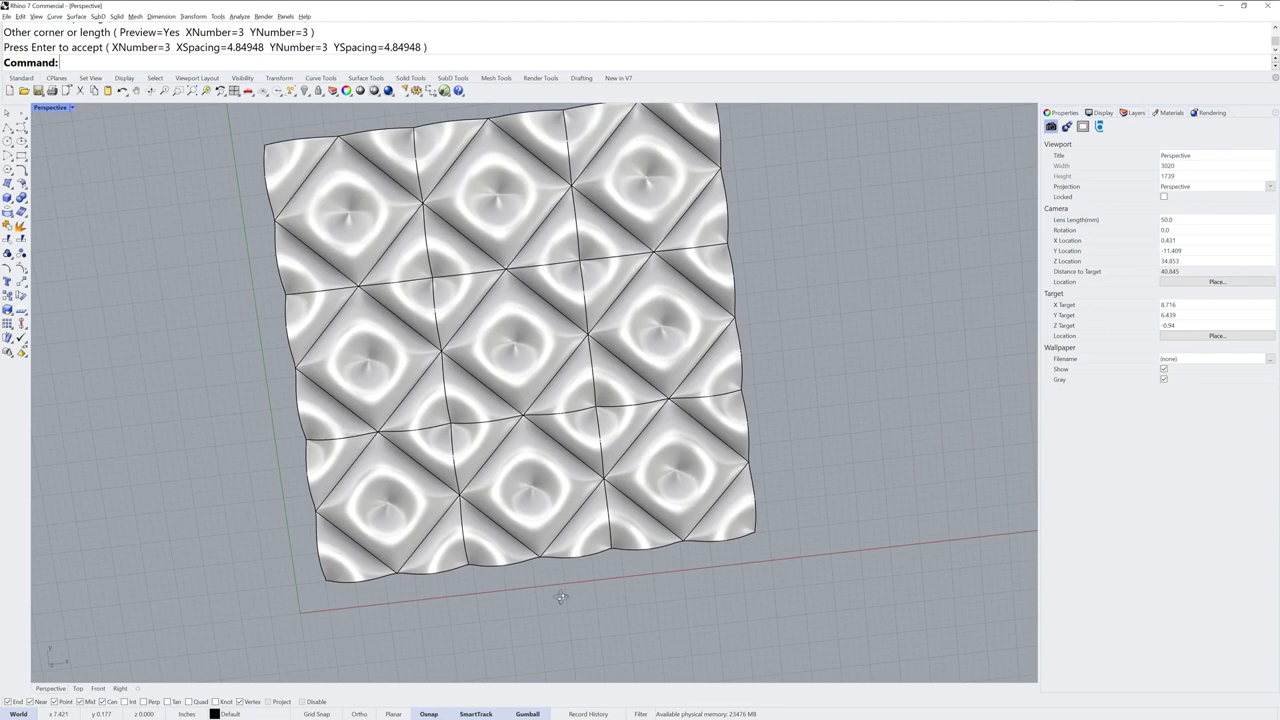 Rhino 7 Commercial - [Perspective]
File Edit View Curve Surface SubD Solid Mesh Dimension Transform Tools Analyze Render Panels Help
Other corner or length ( Preview=Yes XNumber=3 YNumber=3 )
Press Enter to accept ( XNumber=3 XSpacing=4.84948 YNumber=3 YSpacing=4.84948 )
Command:
Standard CPlanes Set View Display Select Viewport Layout Visibility Transform Curve Tools Surface Tools Solid Tools SubD Tools Mesh Tools Render Tools Drafting New in V7
Perspective
Properties Display Layers Materials Rendering
Viewport
Title Perspective
Width 3020
Height 1739
Projection Perspective
Locked
Camera
Lens Length(mm) 50.0
Rotation 0.0
X Location 0.431
Y Location -11.409
Z Location 34.853
Distance to Target 40.845
Location Place...
Target
X Target 8.716
Y Target 6.439
Z Target -0.94
Location Place...
Wallpaper
Filename (none) ...
Show
Gray
y
z x
Perspective Top Front Right
End Near Point Mid Cen Int Perp Tan Quad Knot Vertex Project Disable
World x 7.421 y 0.177 z 0.000 Inches Default Grid Snap Ortho Planar Osnap SmartTrack Gumball Record History Filter Available physical memory: 23476 MB